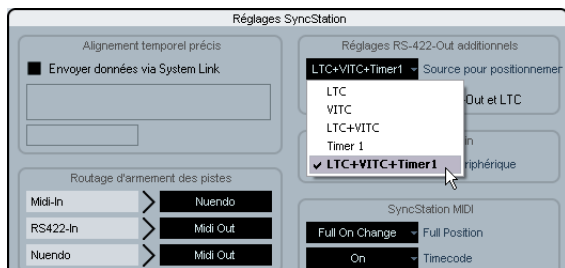 Réglages SyncStation
Alignement temporel précis
Envoyer données via System Link
Routage d'armement des pistes
Midi-In Nuendo
RS422-In Midi Out
Nuendo Midi Out
Réglages RS-422-Out additionnels
LTC+VITC+Timer1 Source pour positionnemer
LTC
VITC
-Out et LTC
LTC+VITC
Timer 1
in
✓ LTC+VITC+Timer1
riphérique
SyncStation MIDI
Full On Change Full Position
On Timecode